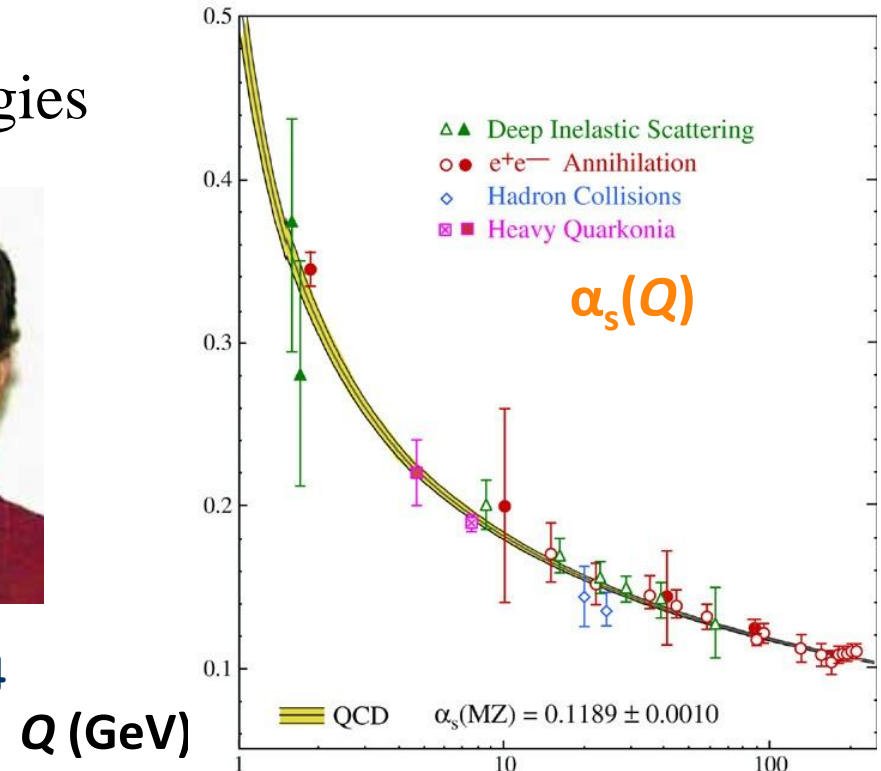 gies
0.5
0.4
0.3
0.2
0.1
△▲ Deep Inelastic Scattering
○● e⁺e⁻ Annihilation
◇ Hadron Collisions
⊠■ Heavy Quarkonia
αₛ(Q)
QCD αₛ(MZ) = 0.1189 ± 0.0010
4
Q (GeV)
1 10 100